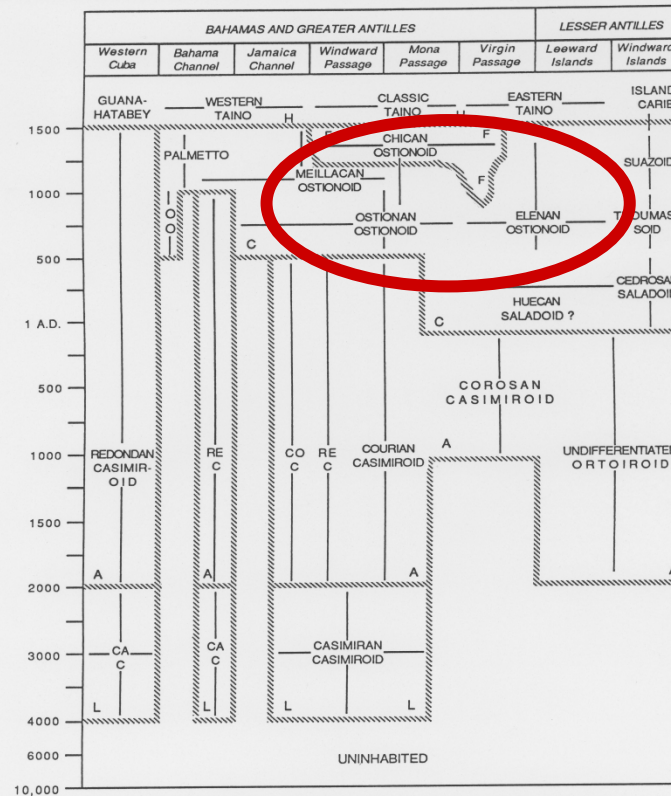 BAHAMAS AND GREATER ANTILLES
LESSER ANTILLES
Western Cuba
Bahama Channel
Jamaica Channel
Windward Passage
Mona Passage
Virgin Passage
Leeward Islands
Windward Islands
GUANA-
HATABEY
WESTERN
TAINO
H
CLASSIC
TAINO
H
EASTERN
TAINO
ISLAND
CARIB
1500
F
CHICAN
OSTIONOID
F
PALMETTO
MEILLACAN
OSTIONOID
F
SUAZOID
1000
O
O
OSTIONAN
OSTIONOID
ELENAN
OSTIONOID
SOID
C
500
CEDROSAN
SALADOID
HUECAN
SALADOID ?
1 A.D.
C
500
COROSAN
CASIMIROID
A
1000
REDONDAN
CASIMIR-
OID
RE
C
CO
C
RE
C
COURIAN
CASIMIROID
UNDIFFERENTIATED
ORTOIROID
1500
A
A
A
2000
3000
CA
C
CA
C
CASIMIRAN
CASIMIROID
L
L
L
M
4000
6000
UNINHABITED
10,000